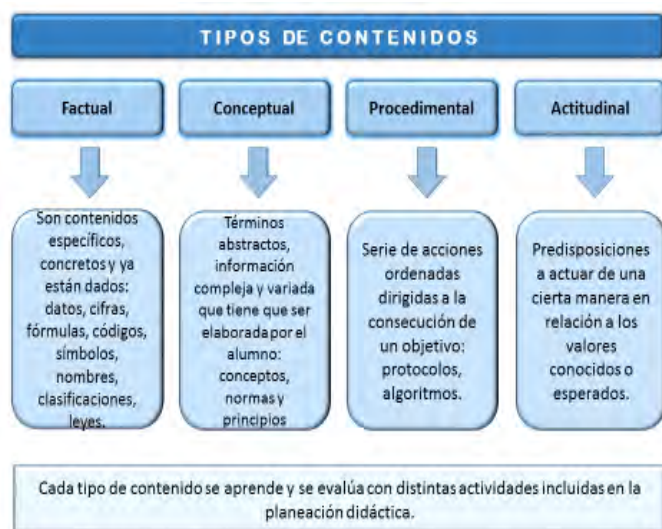 TIPOS DE CONTENIDOS
Factual
Conceptual
Procedimental
Actitudinal
Son contenidos
específicos,
concretos y ya
están dados:
datos, cifras,
fórmulas, códigos,
símbolos,
nombres,
clasificaciones,
leyes.
Términos
abstractos,
información
compleja y variada
que tiene que ser
elaborada por el
alumno:
conceptos,
normas y
principios
Serie de acciones
ordenadas
dirigidas a la
consecución de
un objetivo:
protocolos,
algoritmos.
Predisposiciones
a actuar de una
cierta manera en
relación a los
valores
conocidos o
esperados.
Cada tipo de contenido se aprende y se evalúa con distintas actividades incluidas en la
planeación didáctica.